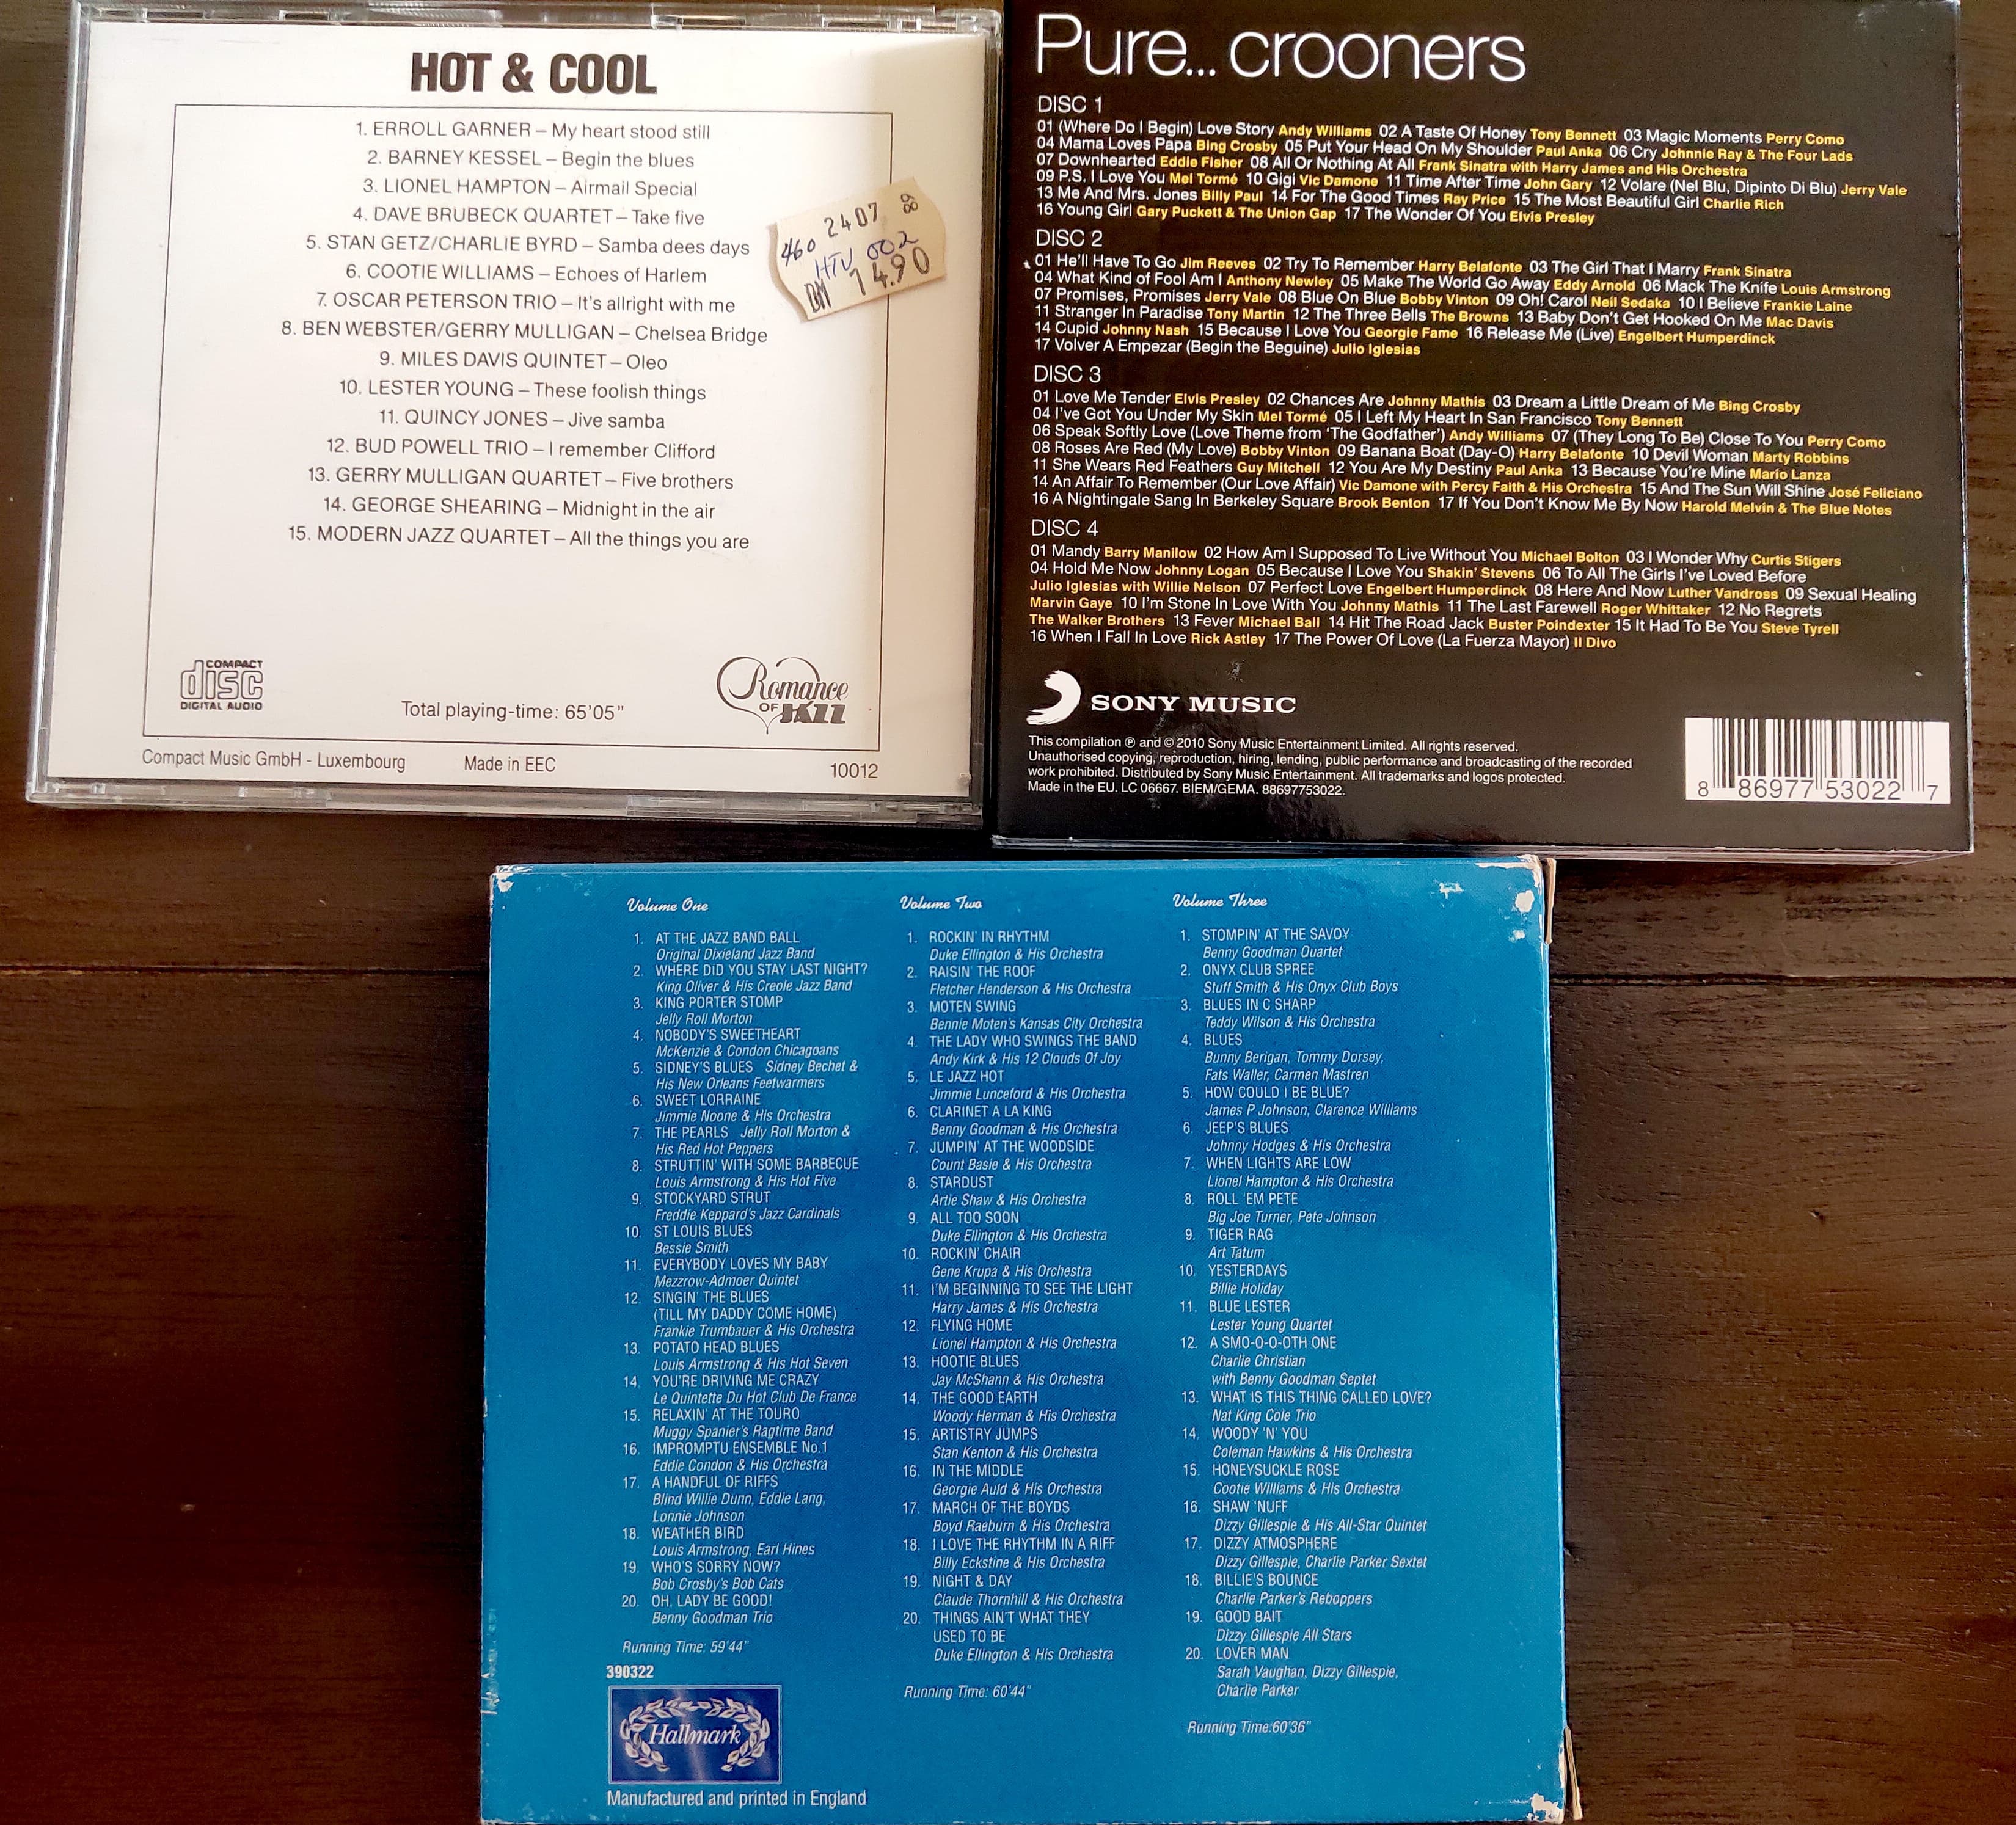 HOT & COOL
1. ERROLL GARNER – My heart stood still
2. BARNEY KESSEL – Begin the blues
3. LIONEL HAMPTON – Airmail Special
4. DAVE BRUBECK QUARTET – Take five
5. STAN GETZ/CHARLIE BYRD – Samba dees days
6. COOTIE WILLIAMS – Echoes of Harlem
7. OSCAR PETERSON TRIO – It's allright with me
8. BEN WEBSTER/GERRY MULLIGAN – Chelsea Bridge
9. MILES DAVIS QUINTET – Oleo
10. LESTER YOUNG – These foolish things
11. QUINCY JONES – Jive samba
12. BUD POWELL TRIO – I remember Clifford
13. GERRY MULLIGAN QUARTET – Five brothers
14. GEORGE SHEARING – Midnight in the air
15. MODERN JAZZ QUARTET – All the things you are
2407 88
460 HTV 002
DM 14.90
COMPACT
disc
DIGITAL AUDIO
Total playing-time: 65'05"
Romance
OF JAZZ
Compact Music GmbH - Luxembourg Made in EEC 10012
Pure... crooners
DISC 1
01 (Where Do I Begin) Love Story Andy Williams 02 A Taste Of Honey Tony Bennett 03 Magic Moments Perry Como
04 Mama Loves Papa Bing Crosby 05 Put Your Head On My Shoulder Paul Anka 06 Cry Johnnie Ray & The Four Lads
07 Downhearted Eddie Fisher 08 All Or Nothing At All Frank Sinatra with Harry James and His Orchestra
09 P.S. I Love You Mel Tormé 10 Gigi Vic Damone 11 Time After Time John Gary 12 Volare (Nel Blu, Dipinto Di Blu) Jerry Vale
13 Me And Mrs. Jones Billy Paul 14 For The Good Times Ray Price 15 The Most Beautiful Girl Charlie Rich
16 Young Girl Gary Puckett & The Union Gap 17 The Wonder Of You Elvis Presley
DISC 2
01 He'll Have To Go Jim Reeves 02 Try To Remember Harry Belafonte 03 The Girl That I Marry Frank Sinatra
04 What Kind of Fool Am I Anthony Newley 05 Make The World Go Away Eddy Arnold 06 Mack The Knife Louis Armstrong
07 Promises, Promises Jerry Vale 08 Blue On Blue Bobby Vinton 09 Oh! Carol Neil Sedaka 10 I Believe Frankie Laine
11 Stranger In Paradise Tony Martin 12 The Three Bells The Browns 13 Baby Don't Get Hooked On Me Mac Davis
14 Cupid Johnny Nash 15 Because I Love You Georgie Fame 16 Release Me (Live) Engelbert Humperdinck
17 Volver A Empezar (Begin the Beguine) Julio Iglesias
DISC 3
01 Love Me Tender Elvis Presley 02 Chances Are Johnny Mathis 03 Dream a Little Dream of Me Bing Crosby
04 I've Got You Under My Skin Mel Tormé 05 I Left My Heart In San Francisco Tony Bennett
06 Speak Softly Love (Love Theme from 'The Godfather') Andy Williams 07 (They Long To Be) Close To You Perry Como
08 Roses Are Red (My Love) Bobby Vinton 09 Banana Boat (Day-O) Harry Belafonte 10 Devil Woman Marty Robbins
11 She Wears Red Feathers Guy Mitchell 12 You Are My Destiny Paul Anka 13 Because You're Mine Mario Lanza
14 An Affair To Remember (Our Love Affair) Vic Damone with Percy Faith & His Orchestra 15 And The Sun Will Shine José Feliciano
16 A Nightingale Sang In Berkeley Square Brook Benton 17 If You Don't Know Me By Now Harold Melvin & The Blue Notes
DISC 4
01 Mandy Barry Manilow 02 How Am I Supposed To Live Without You Michael Bolton 03 I Wonder Why Curtis Stigers
04 Hold Me Now Johnny Logan 05 Because I Love You Shakin' Stevens 06 To All The Girls I've Loved Before
Julio Iglesias with Willie Nelson 07 Perfect Love Engelbert Humperdinck 08 Here And Now Luther Vandross 09 Sexual Healing
Marvin Gaye 10 I'm Stone In Love With You Johnny Mathis 11 The Last Farewell Roger Whittaker 12 No Regrets
The Walker Brothers 13 Fever Michael Ball 14 Hit The Road Jack Buster Poindexter 15 It Had To Be You Steve Tyrell
16 When I Fall In Love Rick Astley 17 The Power Of Love (La Fuerza Mayor) Il Divo
SONY MUSIC
This compilation ℗ and © 2010 Sony Music Entertainment Limited. All rights reserved.
Unauthorised copying, reproduction, hiring, lending, public performance and broadcasting of the recorded
work prohibited. Distributed by Sony Music Entertainment. All trademarks and logos protected.
Made in the EU. LC 06667. BIEM/GEMA. 88697753022.
8 86977 53022 7
Volume One
1. AT THE JAZZ BAND BALL
Original Dixieland Jazz Band
2. WHERE DID YOU STAY LAST NIGHT?
King Oliver & His Creole Jazz Band
3. KING PORTER STOMP
Jelly Roll Morton
4. NOBODY'S SWEETHEART
McKenzie & Condon Chicagoans
5. SIDNEY'S BLUES Sidney Bechet &
His New Orleans Feetwarmers
6. SWEET LORRAINE
Jimmie Noone & His Orchestra
7. THE PEARLS Jelly Roll Morton &
His Red Hot Peppers
8. STRUTTIN' WITH SOME BARBECUE
Louis Armstrong & His Hot Five
9. STOCKYARD STRUT
Freddie Keppard's Jazz Cardinals
10. ST LOUIS BLUES
Bessie Smith
11. EVERYBODY LOVES MY BABY
Mezzrow-Admoer Quintet
12. SINGIN' THE BLUES
(TILL MY DADDY COME HOME)
Frankie Trumbauer & His Orchestra
13. POTATO HEAD BLUES
Louis Armstrong & His Hot Seven
14. YOU'RE DRIVING ME CRAZY
Le Quintette Du Hot Club De France
15. RELAXIN' AT THE TOURO
Muggy Spanier's Ragtime Band
16. IMPROMPTU ENSEMBLE No.1
Eddie Condon & His Orchestra
17. A HANDFUL OF RIFFS
Blind Willie Dunn, Eddie Lang,
Lonnie Johnson
18. WEATHER BIRD
Louis Armstrong, Earl Hines
19. WHO'S SORRY NOW?
Bob Crosby's Bob Cats
20. OH, LADY BE GOOD!
Benny Goodman Trio
Running Time: 59'44"
390322
Hallmark
Manufactured and printed in England
Volume Two
1. ROCKIN' IN RHYTHM
Duke Ellington & His Orchestra
2. RAISIN' THE ROOF
Fletcher Henderson & His Orchestra
3. MOTEN SWING
Bennie Moten's Kansas City Orchestra
4. THE LADY WHO SWINGS THE BAND
Andy Kirk & His 12 Clouds Of Joy
5. LE JAZZ HOT
Jimmie Lunceford & His Orchestra
6. CLARINET A LA KING
Benny Goodman & His Orchestra
7. JUMPIN' AT THE WOODSIDE
Count Basie & His Orchestra
8. STARDUST
Artie Shaw & His Orchestra
9. ALL TOO SOON
Duke Ellington & His Orchestra
10. ROCKIN' CHAIR
Gene Krupa & His Orchestra
11. I'M BEGINNING TO SEE THE LIGHT
Harry James & His Orchestra
12. FLYING HOME
Lionel Hampton & His Orchestra
13. HOOTIE BLUES
Jay McShann & His Orchestra
14. THE GOOD EARTH
Woody Herman & His Orchestra
15. ARTISTRY JUMPS
Stan Kenton & His Orchestra
16. IN THE MIDDLE
Georgie Auld & His Orchestra
17. MARCH OF THE BOYDS
Boyd Raeburn & His Orchestra
18. I LOVE THE RHYTHM IN A RIFF
Billy Eckstine & His Orchestra
19. NIGHT & DAY
Claude Thornhill & His Orchestra
20. THINGS AIN'T WHAT THEY
USED TO BE
Duke Ellington & His Orchestra
Running Time: 60'44"
Volume Three
1. STOMPIN' AT THE SAVOY
Benny Goodman Quartet
2. ONYX CLUB SPREE
Stuff Smith & His Onyx Club Boys
3. BLUES IN C SHARP
Teddy Wilson & His Orchestra
4. BLUES
Bunny Berigan, Tommy Dorsey,
Fats Waller, Carmen Mastren
5. HOW COULD I BE BLUE?
James P Johnson, Clarence Williams
6. JEEP'S BLUES
Johnny Hodges & His Orchestra
7. WHEN LIGHTS ARE LOW
Lionel Hampton & His Orchestra
8. ROLL 'EM PETE
Big Joe Turner, Pete Johnson
9. TIGER RAG
Art Tatum
10. YESTERDAYS
Billie Holiday
11. BLUE LESTER
Lester Young Quartet
12. A SMO-O-O-OTH ONE
Charlie Christian
with Benny Goodman Septet
13. WHAT IS THIS THING CALLED LOVE?
Nat King Cole Trio
14. WOODY 'N' YOU
Coleman Hawkins & His Orchestra
15. HONEYSUCKLE ROSE
Cootie Williams & His Orchestra
16. SHAW 'NUFF
Dizzy Gillespie & His All-Star Quintet
17. DIZZY ATMOSPHERE
Dizzy Gillespie, Charlie Parker Sextet
18. BILLIE'S BOUNCE
Charlie Parker's Reboppers
19. GOOD BAIT
Dizzy Gillespie All Stars
20. LOVER MAN
Sarah Vaughan, Dizzy Gillespie,
Charlie Parker
Running Time:60'36"